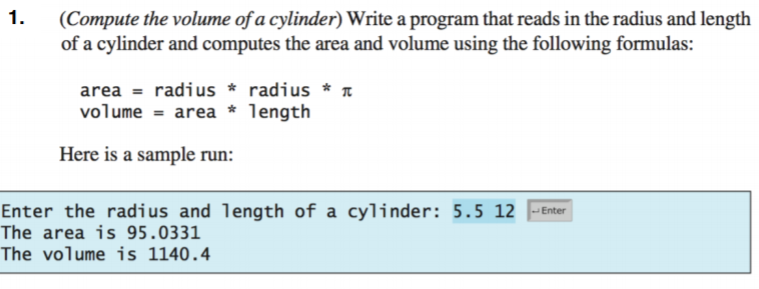 1. (Compute the volume of a cylinder) Write a program that reads in the radius and length
of a cylinder and computes the area and volume using the following formulas:
area = radius * radius * π
volume = area * length
Here is a sample run:
Enter the radius and length of a cylinder: 5.5 12 ↵Enter
The area is 95.0331
The volume is 1140.4